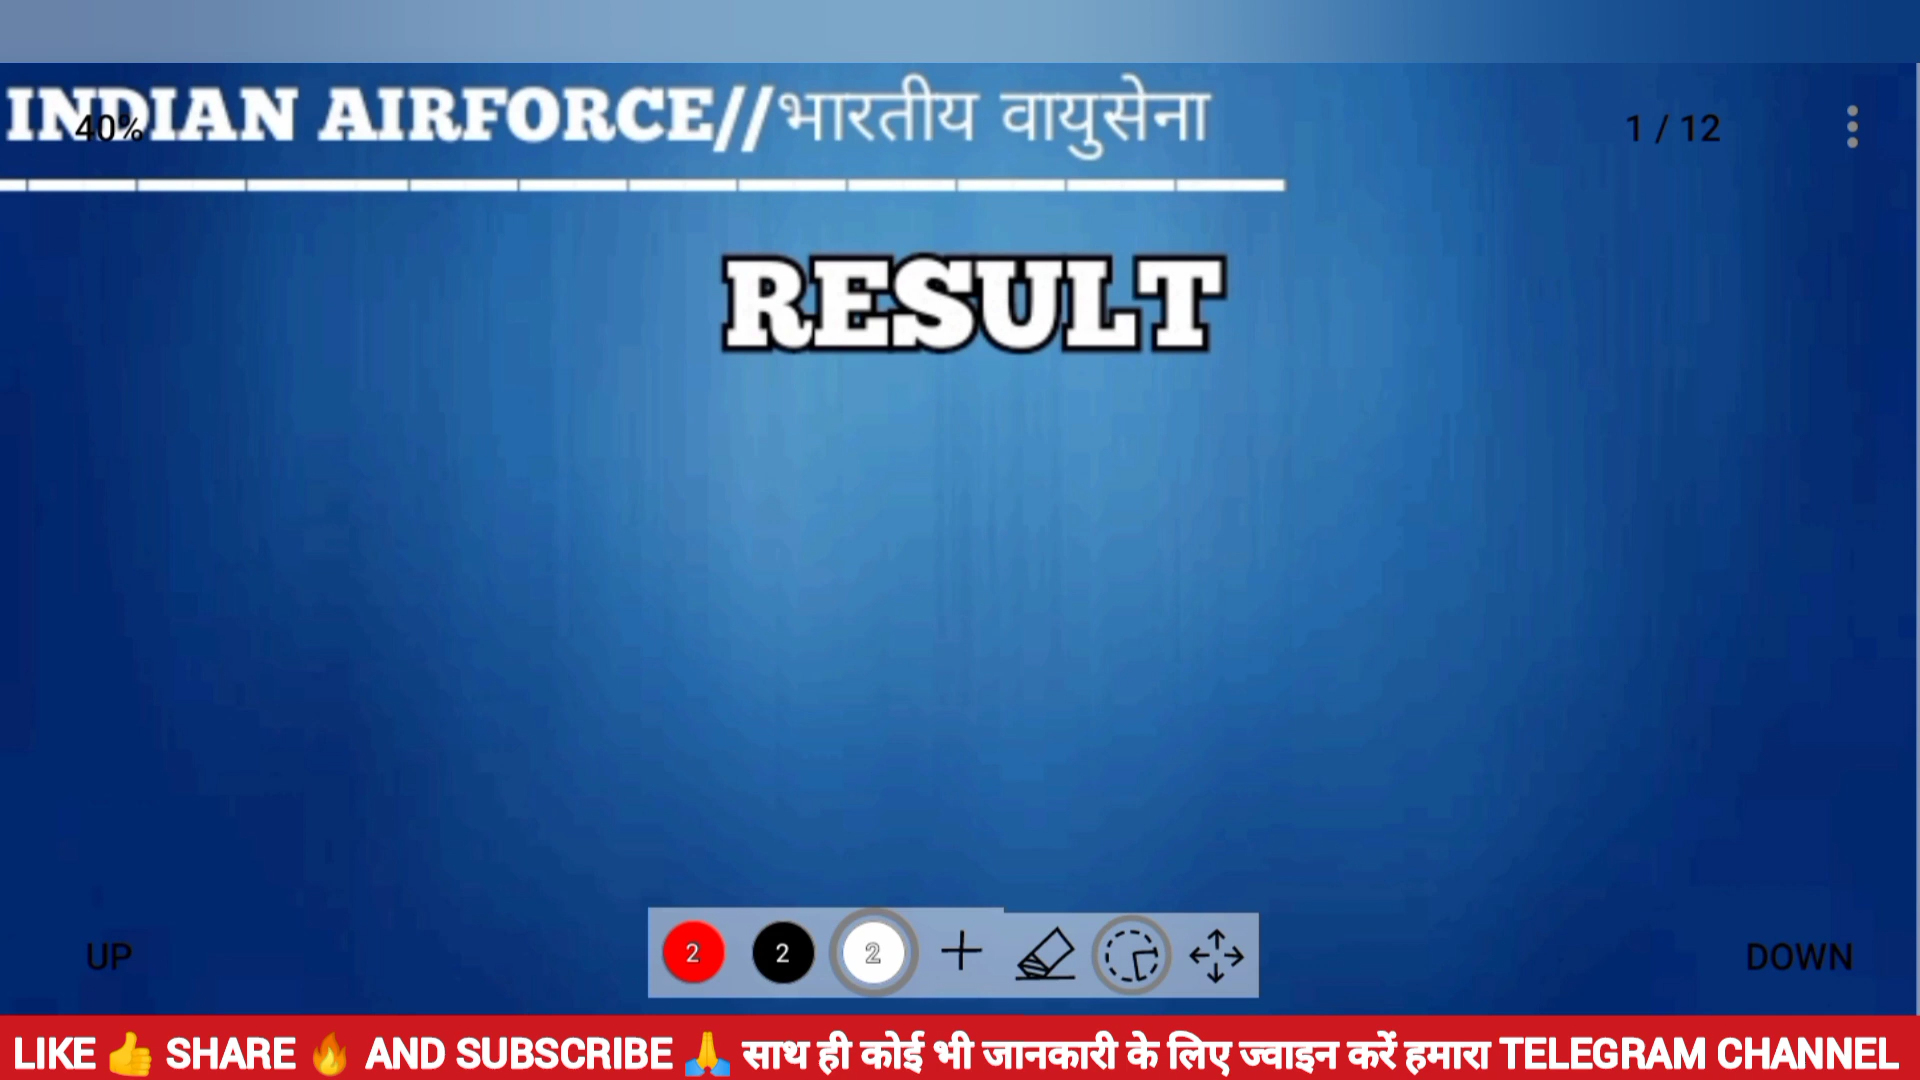 INDIAN AIRFORCE//भारतीय वायुसेना
40%
1 / 12
RESULT
UP
2 2 2
DOWN
LIKE 👍 SHARE 🔥 AND SUBSCRIBE 🙏 साथ ही कोई भी जानकारी के लिए ज्वाइन करें हमारा TELEGRAM CHANNEL